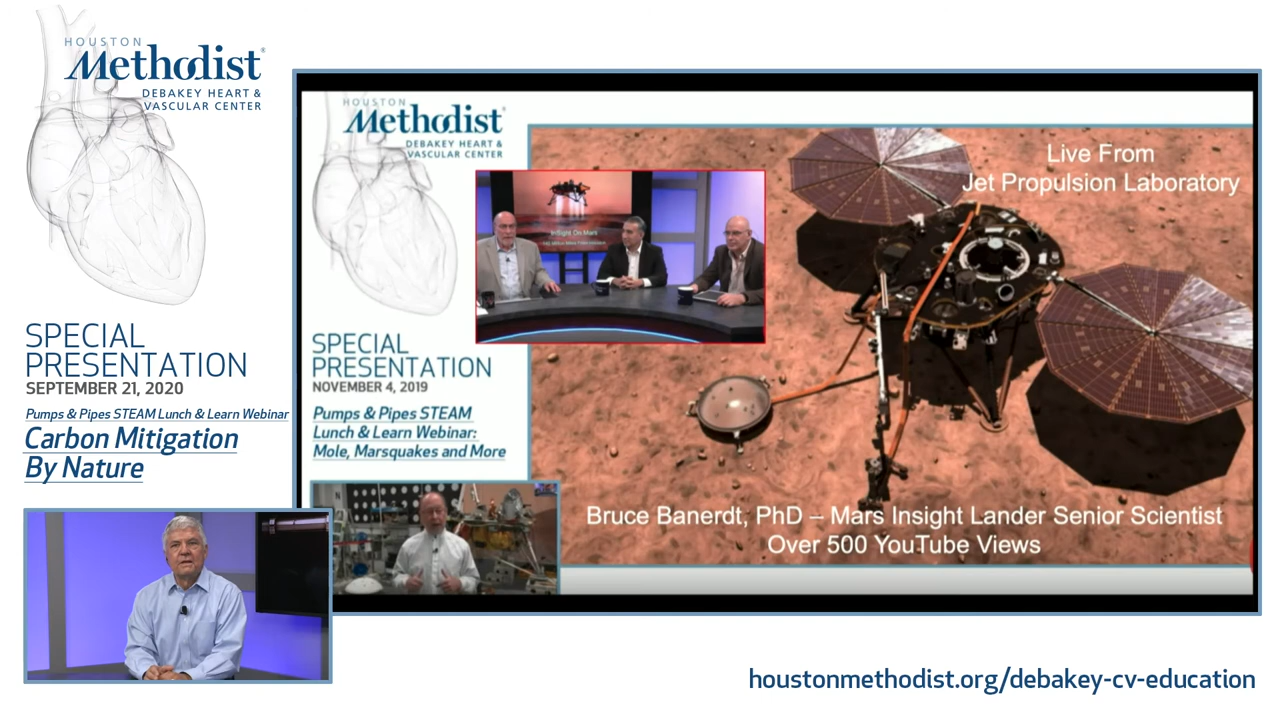 HOUSTON
Methodist®
DEBAKEY HEART &
VASCULAR CENTER
SPECIAL
PRESENTATION
SEPTEMBER 21, 2020
Pumps & Pipes STEAM Lunch & Learn Webinar
Carbon Mitigation
By Nature
HOUSTON
Methodist®
DEBAKEY HEART &
VASCULAR CENTER
SPECIAL
PRESENTATION
NOVEMBER 4, 2019
Pumps & Pipes STEAM
Lunch & Learn Webinar:
Mole, Marsquakes and More
InSight On Mars
Live From
Jet Propulsion Laboratory
Bruce Banerdt, PhD – Mars Insight Lander Senior Scientist
Over 500 YouTube Views
houstonmethodist.org/debakey-cv-education